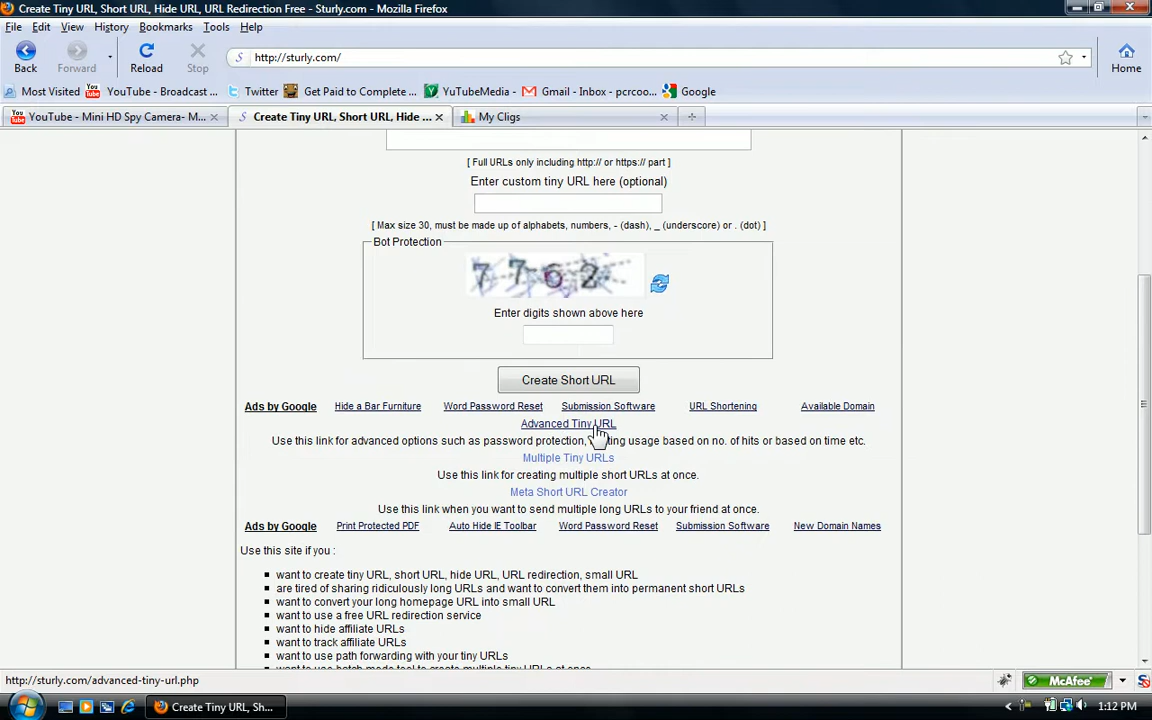 Create Tiny URL, Short URL, Hide URL, URL Redirection Free - Sturly.com - Mozilla Firefox
File Edit View History Bookmarks Tools Help
Back Forward Reload Stop http://sturly.com/ Home
Most Visited YouTube - Broadcast ... Twitter Get Paid to Complete ... YuTubeMedia - Gmail - Inbox - pcrcoo... Google
YouTube - Mini HD Spy Camera- M... Create Tiny URL, Short URL, Hide ... My Cligs
[ Full URLs only including http:// or https:// part ]
Enter custom tiny URL here (optional)
[ Max size 30, must be made up of alphabets, numbers, - (dash), _ (underscore) or . (dot) ]
Bot Protection
7762
Enter digits shown above here
Create Short URL
Ads by Google Hide a Bar Furniture Word Password Reset Submission Software URL Shortening Available Domain
Advanced Tiny URL
Use this link for advanced options such as password protection, usage based on no. of hits or based on time etc.
Multiple Tiny URLs
Use this link for creating multiple short URLs at once.
Meta Short URL Creator
Use this link when you want to send multiple long URLs to your friend at once.
Ads by Google Print Protected PDF Auto Hide IE Toolbar Word Password Reset Submission Software New Domain Names
Use this site if you :
want to create tiny URL, short URL, hide URL, URL redirection, small URL
are tired of sharing ridiculously long URLs and want to convert them into permanent short URLs
want to convert your long homepage URL into small URL
want to use a free URL redirection service
want to hide affiliate URLs
want to track affiliate URLs
want to use path forwarding with your tiny URLs
want to use batch mode tool to create multiple tiny URLs at once
http://sturly.com/advanced-tiny-url.php McAfee
Create Tiny URL, Sh... 1:12 PM